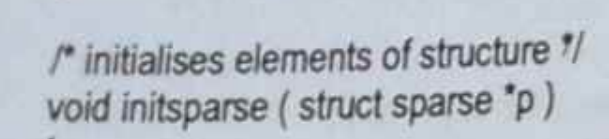 /* initialises elements of structure */
void initsparse ( struct sparse *p )